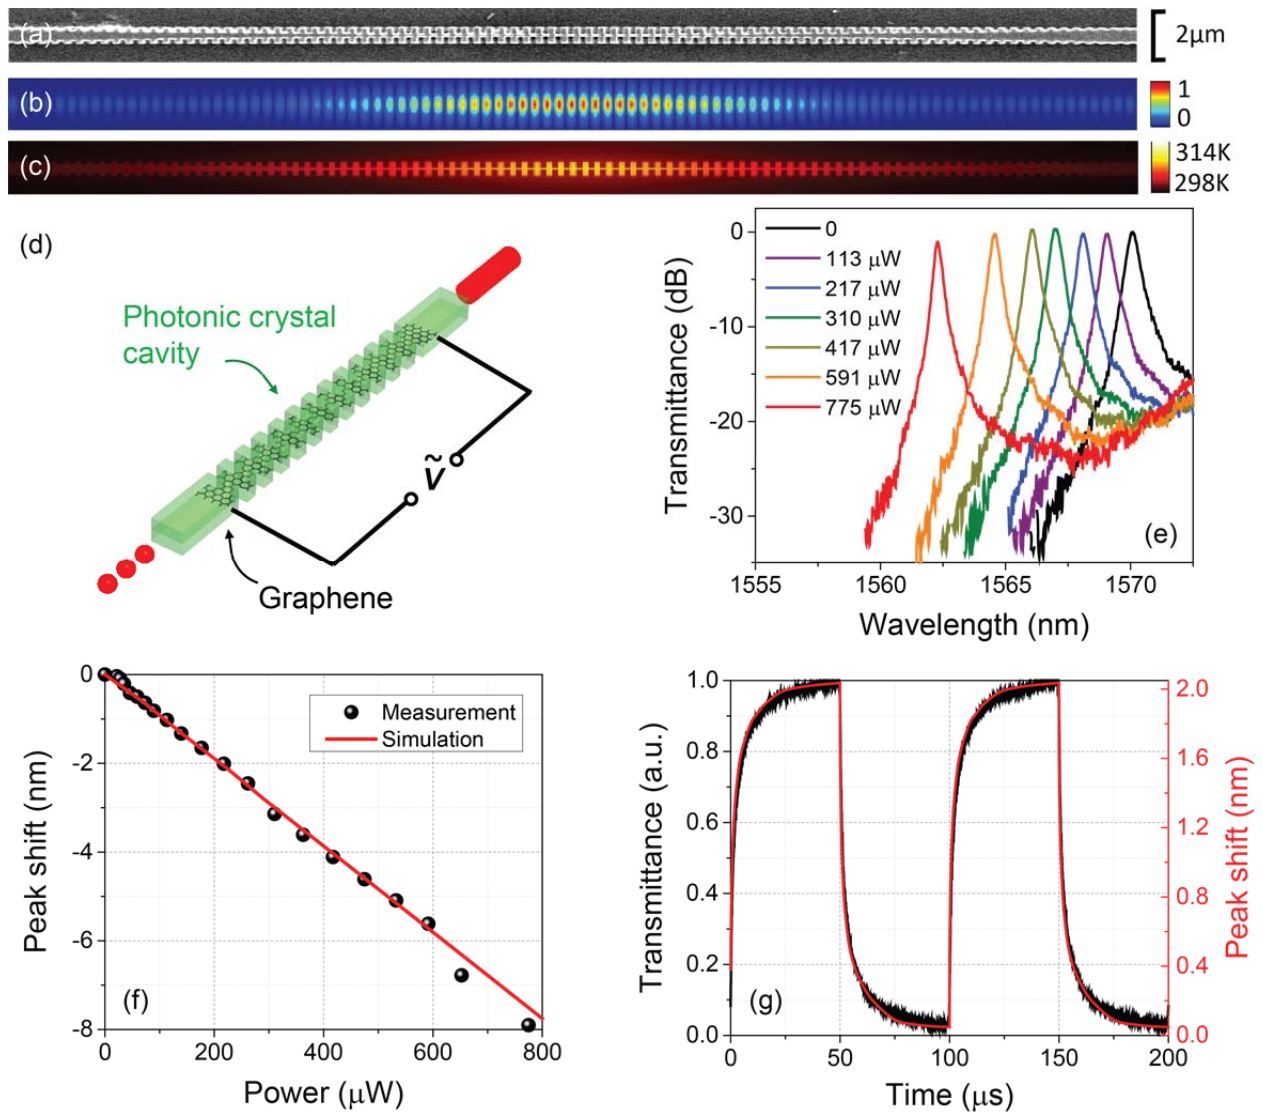 (a)
2μm
(b)
1
0
(c)
314K
298K
(d)
Photonic crystal
cavity
ṽ
Graphene
Transmittance (dB)
0
-10
-20
-30
0
113 μW
217 μW
310 μW
417 μW
591 μW
775 μW
(e)
1555
1560
1565
1570
Wavelength (nm)
Peak shift (nm)
0
-2
-4
-6
-8
Measurement
Simulation
(f)
0
200
400
600
800
Power (μW)
Transmittance (a.u.)
1.0
0.8
0.6
0.4
0.2
0.0
(g)
2.0
1.6
1.2
0.8
0.4
0.0
Peak shift (nm)
0
50
100
150
200
Time (μs)